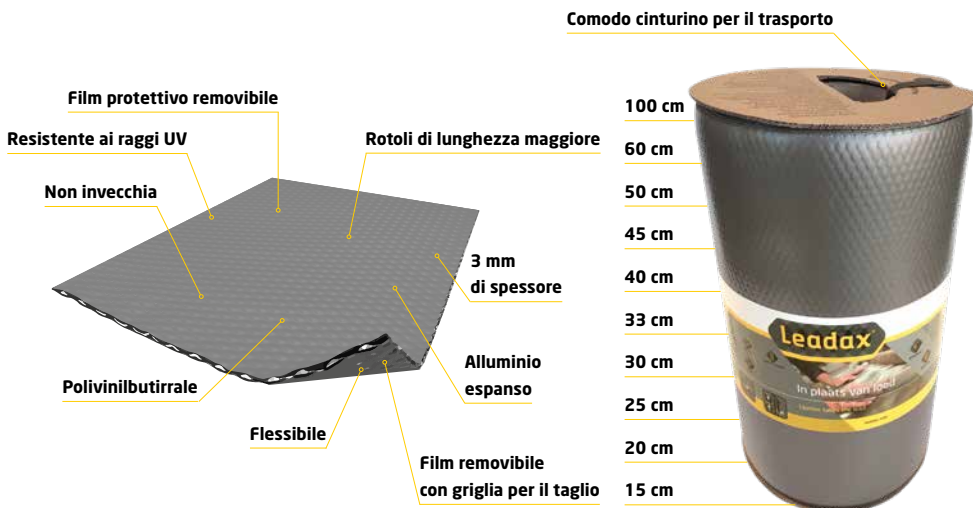 Comodo cinturino per il trasporto
Film protettivo removibile
Resistente ai raggi UV
Rotoli di lunghezza maggiore
Non invecchia
3 mm
di spessore
Polivinilbutirrale
Alluminio
espanso
Flessibile
Film removibile
con griglia per il taglio
100 cm
60 cm
50 cm
45 cm
40 cm
33 cm
30 cm
25 cm
20 cm
15 cm
Leadax
In plaats van lood